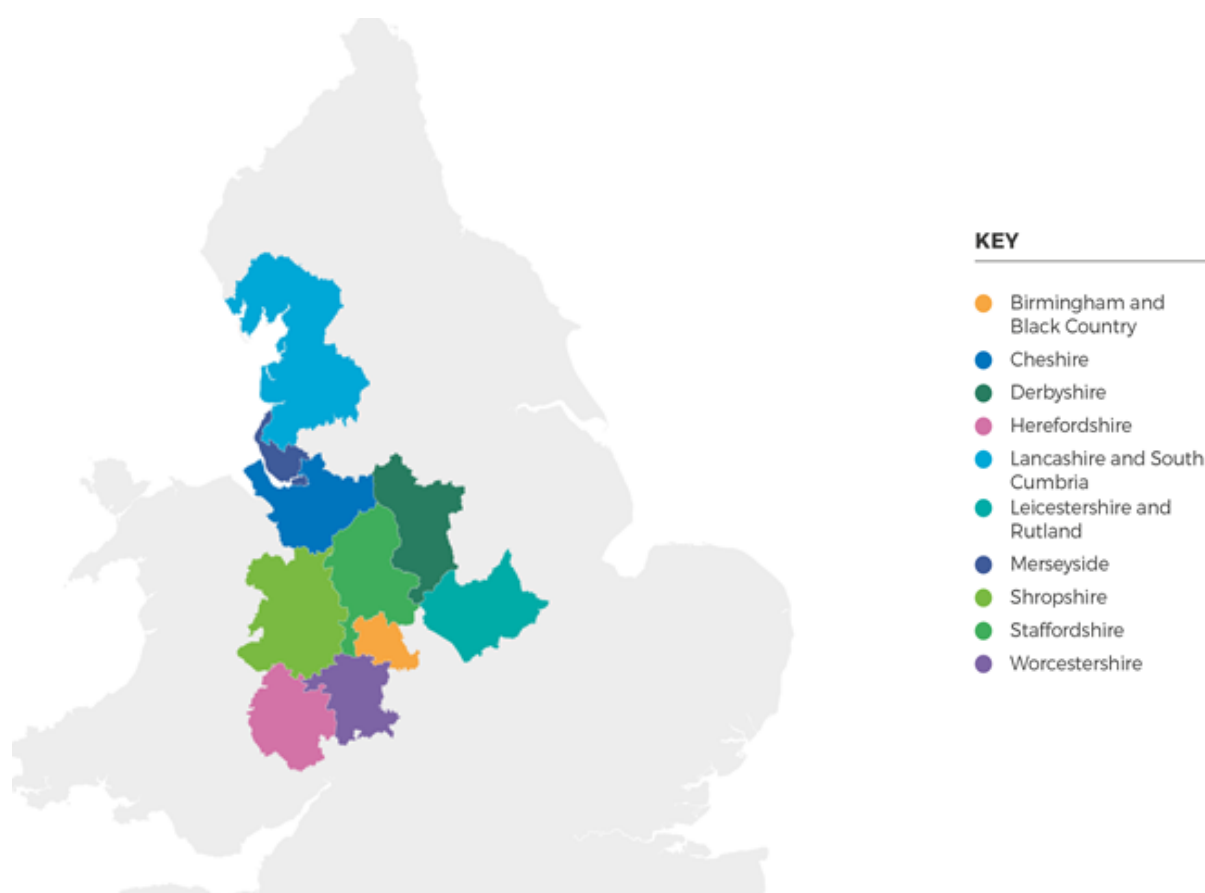 KEY
Birmingham and
Black Country
Cheshire
Derbyshire
Herefordshire
Lancashire and South
Cumbria
Leicestershire and
Rutland
Merseyside
Shropshire
Staffordshire
Worcestershire